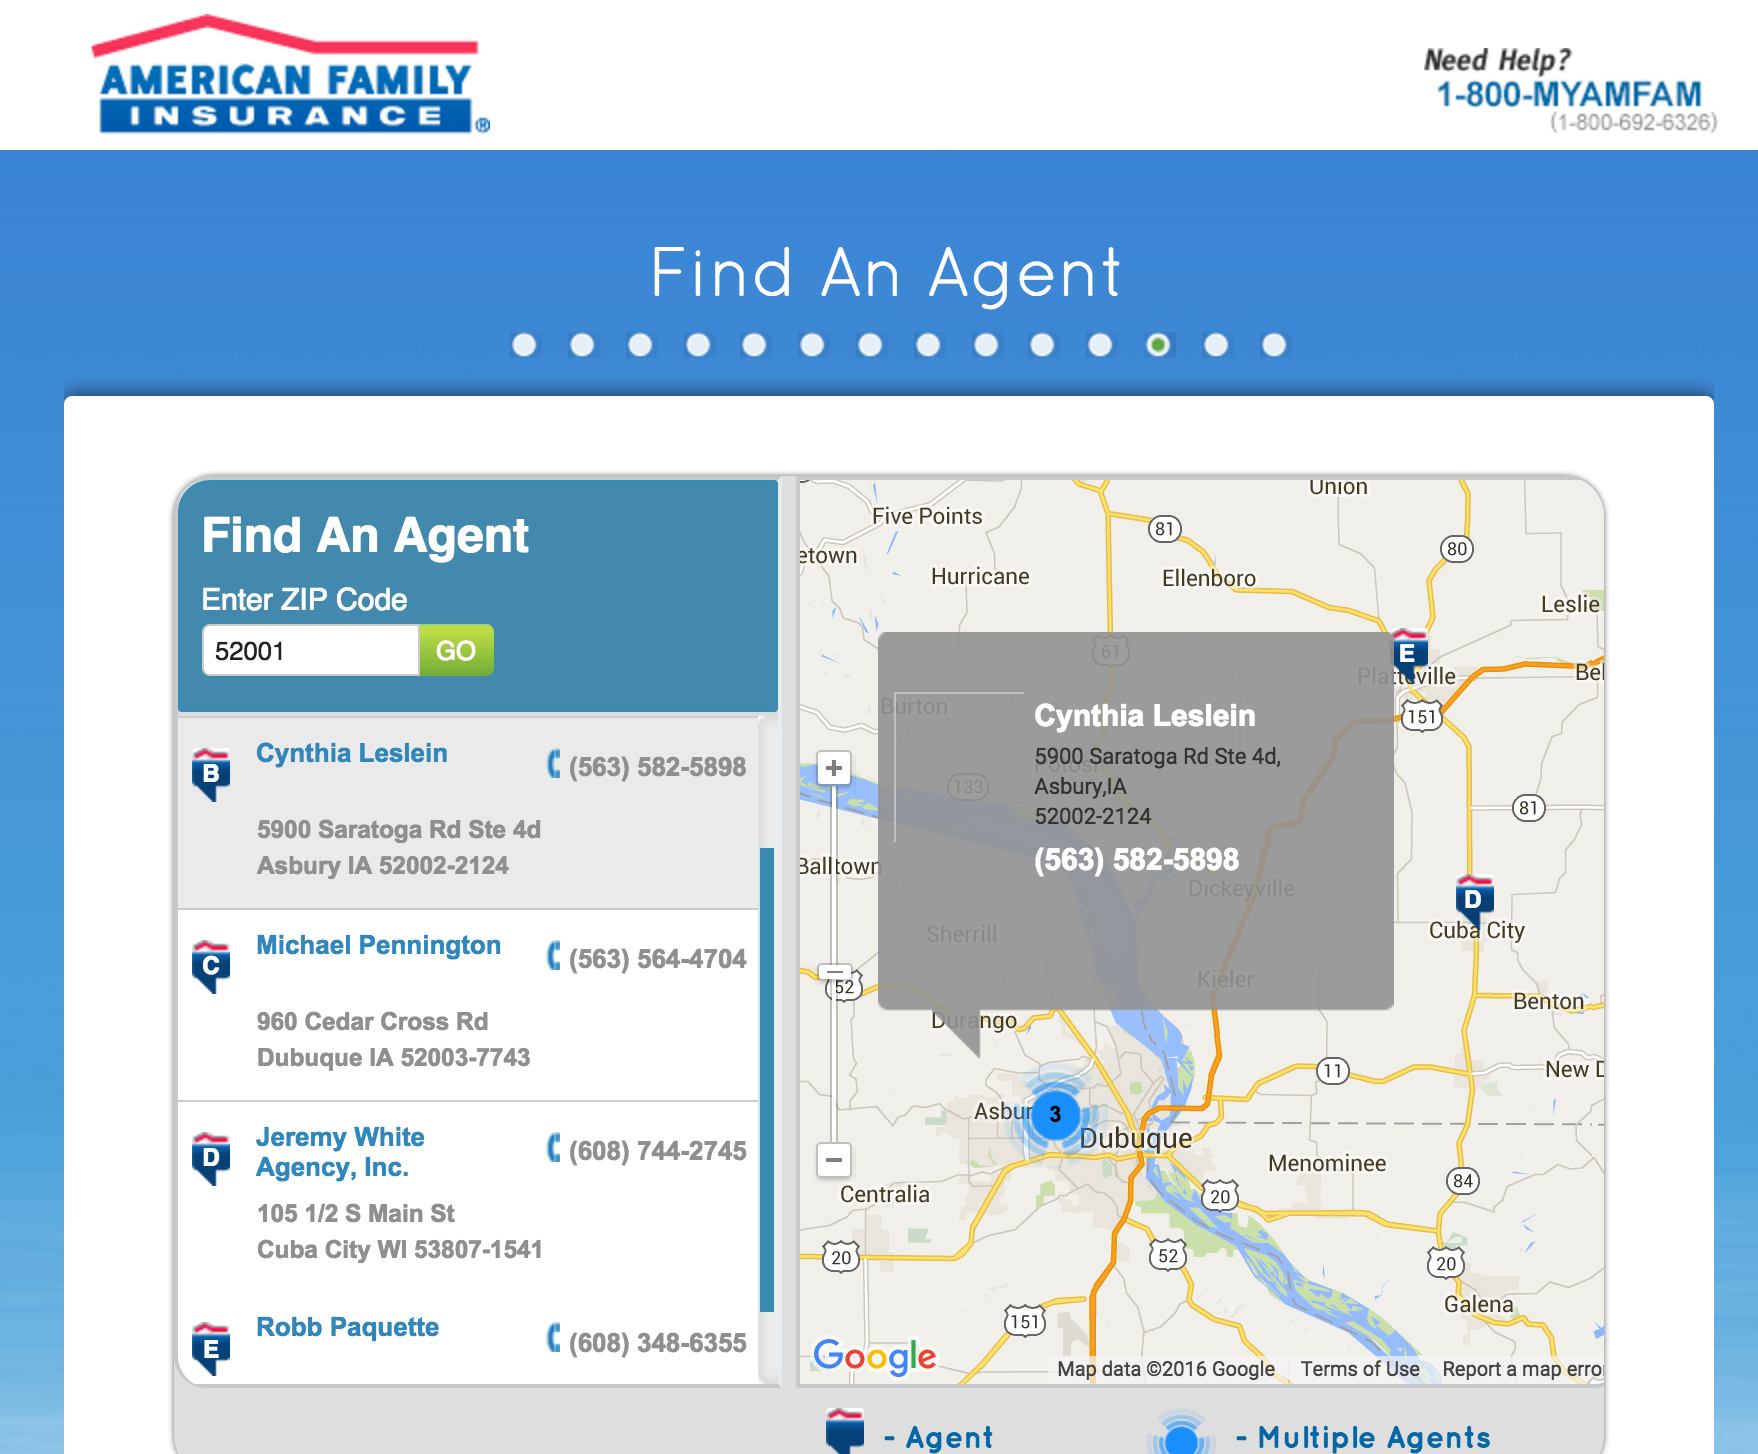 AMERICAN FAMILY
INSURANCE®
Need Help?
1-800-MYAMFAM
(1-800-692-6326)
Find An Agent
Find An Agent
Enter ZIP Code
52001
GO
B
Cynthia Leslein
(563) 582-5898
5900 Saratoga Rd Ste 4d
Asbury IA 52002-2124
C
Michael Pennington
(563) 564-4704
960 Cedar Cross Rd
Dubuque IA 52003-7743
D
Jeremy White
Agency, Inc.
(608) 744-2745
105 1/2 S Main St
Cuba City WI 53807-1541
E
Robb Paquette
(608) 348-6355
Union
Five Points
81
etown
80
Hurricane
Ellenboro
Leslie
E
61
Platteville
Bel
Burton
151
Cynthia Leslein
5900 Saratoga Rd Ste 4d,
Potosi
Asbury,IA
52002-2124
(563) 582-5898
+
133
81
Balltown
Dickeyville
D
Cuba City
Sherrill
Kieler
52
Benton
Durango
11
New D
Asbur
3
Dubuque
Menominee
84
Centralia
20
20
52
20
Galena
151
Google
Map data ©2016 Google
Terms of Use
Report a map erro
- Agent
- Multiple Agents